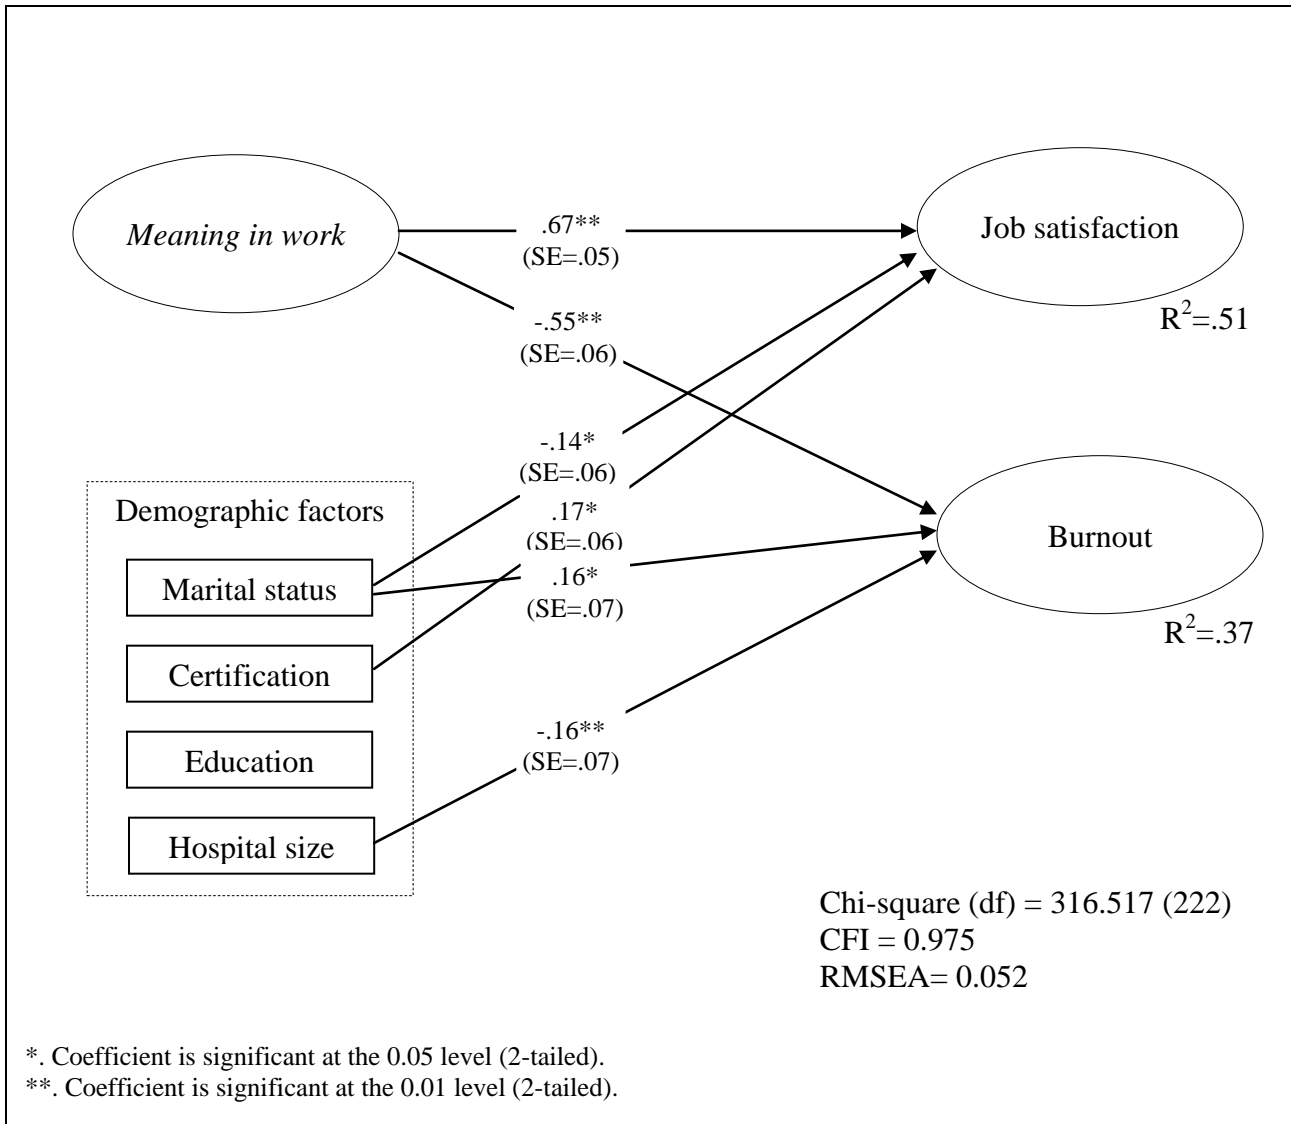 Meaning in work
.67**
(SE=.05)
Job satisfaction
R²=.51
-.55**
(SE=.06)
-.14*
(SE=.06)
.17*
(SE=.06)
.16*
(SE=.07)
Burnout
R²=.37
Demographic factors
Marital status
Certification
Education
Hospital size
-.16**
(SE=.07)
Chi-square (df) = 316.517 (222)
CFI = 0.975
RMSEA= 0.052
*. Coefficient is significant at the 0.05 level (2-tailed).
**. Coefficient is significant at the 0.01 level (2-tailed).